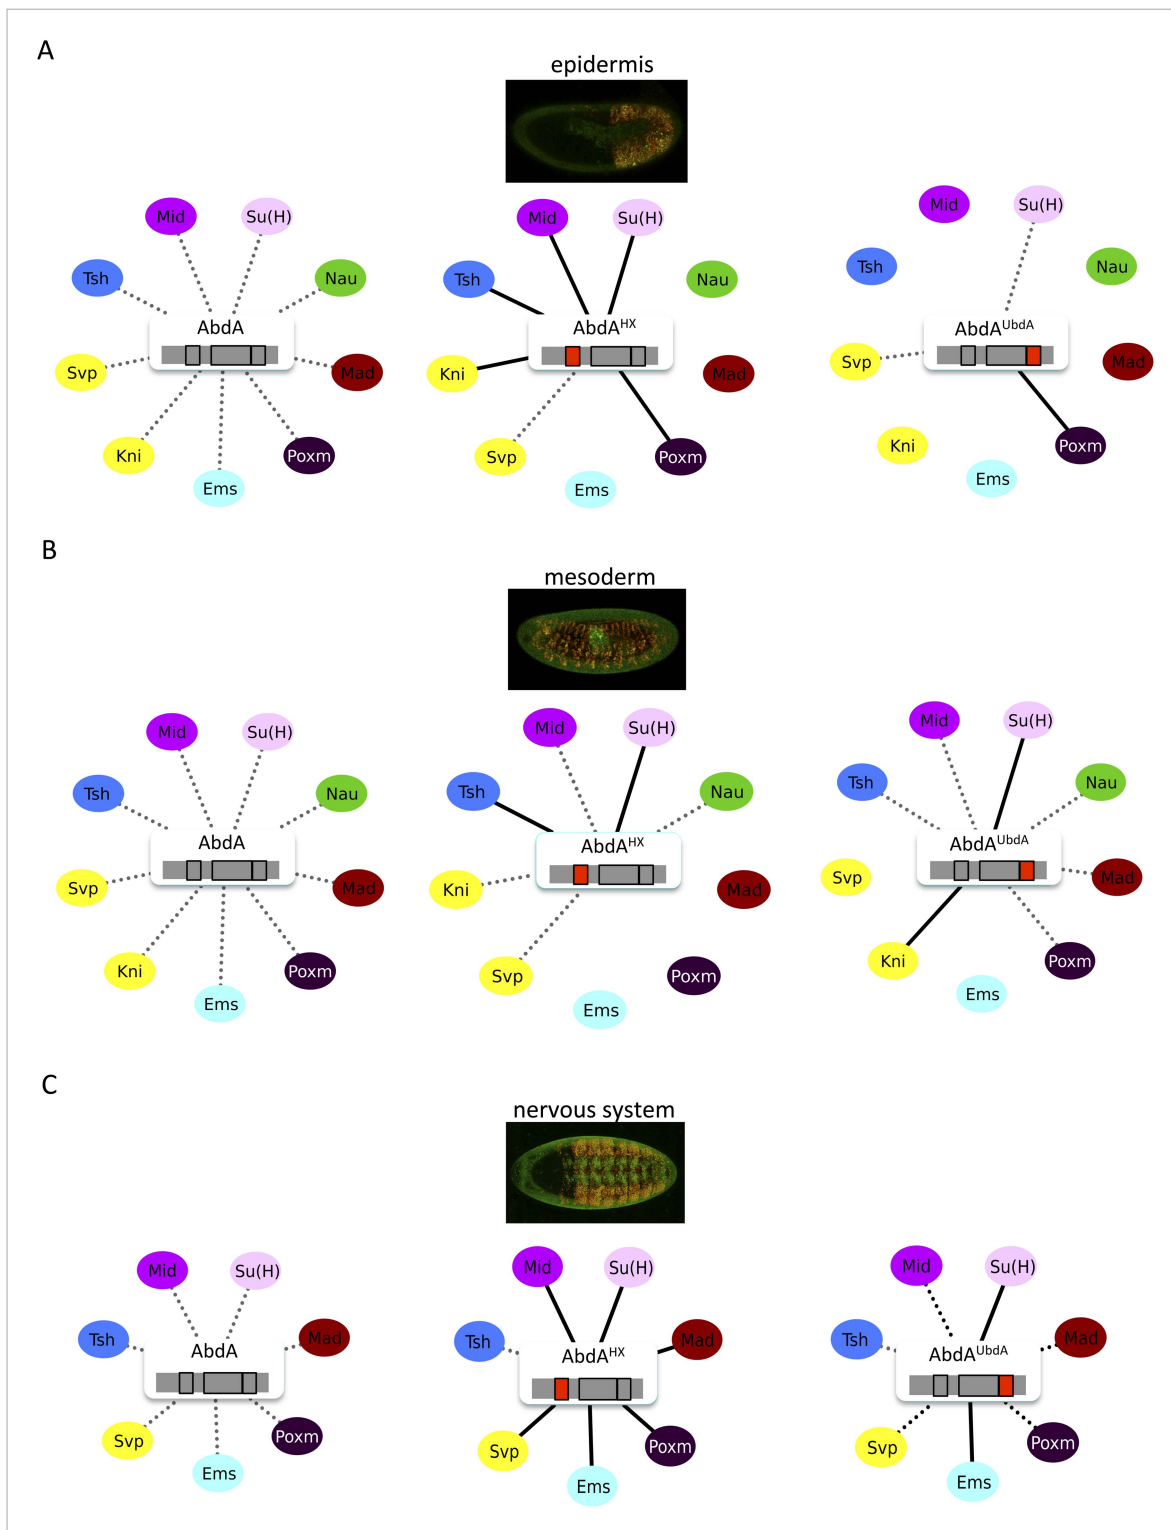 A
epidermis
Mid Su(H)
Tsh Nau
AbdA
Svp Mad
Kni Poxm
Ems
Mid Su(H)
Tsh Nau
AbdA^HX
Kni Mad
Svp Poxm
Ems
Mid Su(H)
Tsh Nau
AbdA^UbdA
Svp Mad
Kni Poxm
Ems
B
mesoderm
Mid Su(H)
Tsh Nau
AbdA
Svp Mad
Kni Poxm
Ems
Mid Su(H)
Tsh Nau
AbdA^HX
Kni Mad
Svp Poxm
Ems
Mid Su(H)
Tsh Nau
AbdA^UbdA
Svp Mad
Kni Poxm
Ems
C
nervous system
Mid Su(H)
Tsh Mad
AbdA
Svp Poxm
Ems
Mid Su(H)
Tsh Mad
AbdA^HX
Svp Poxm
Ems
Mid Su(H)
Tsh Mad
AbdA^UbdA
Svp Poxm
Ems